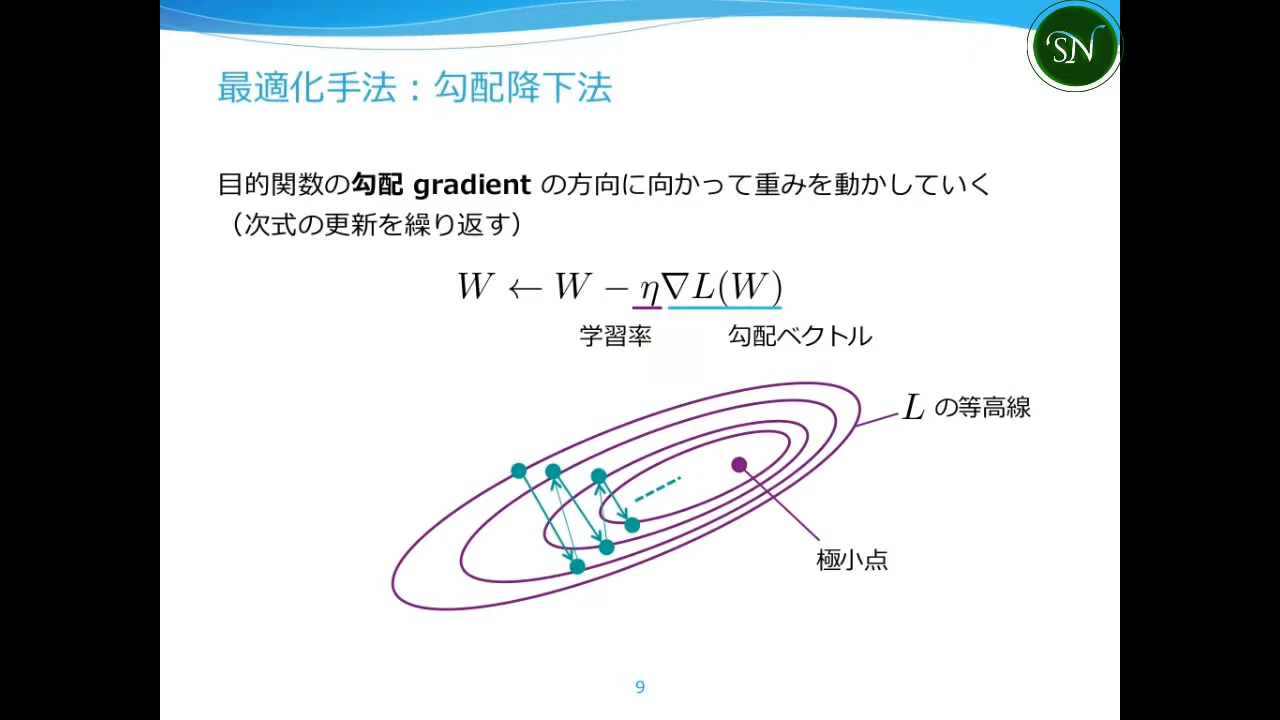 SN
最適化手法：勾配降下法
目的関数の勾配 gradient の方向に向かって重みを動かしていく
（次式の更新を繰り返す）
W ← W − η∇L(W)
学習率 勾配ベクトル
L の等高線
極小点
9